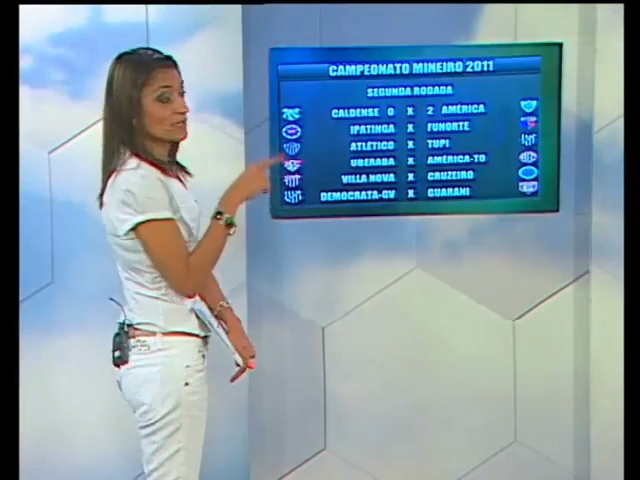 CAMPEONATO MINEIRO 2011
SEGUNDA RODADA
CALDENSE 0 X 2 AMÉRICA
IPATINGA X FUNORTE
ATLÉTICO X TUPI
UBERABA X AMÉRICA-TO
VILLA NOVA X CRUZEIRO
DEMOCRATA-GV X GUARANI